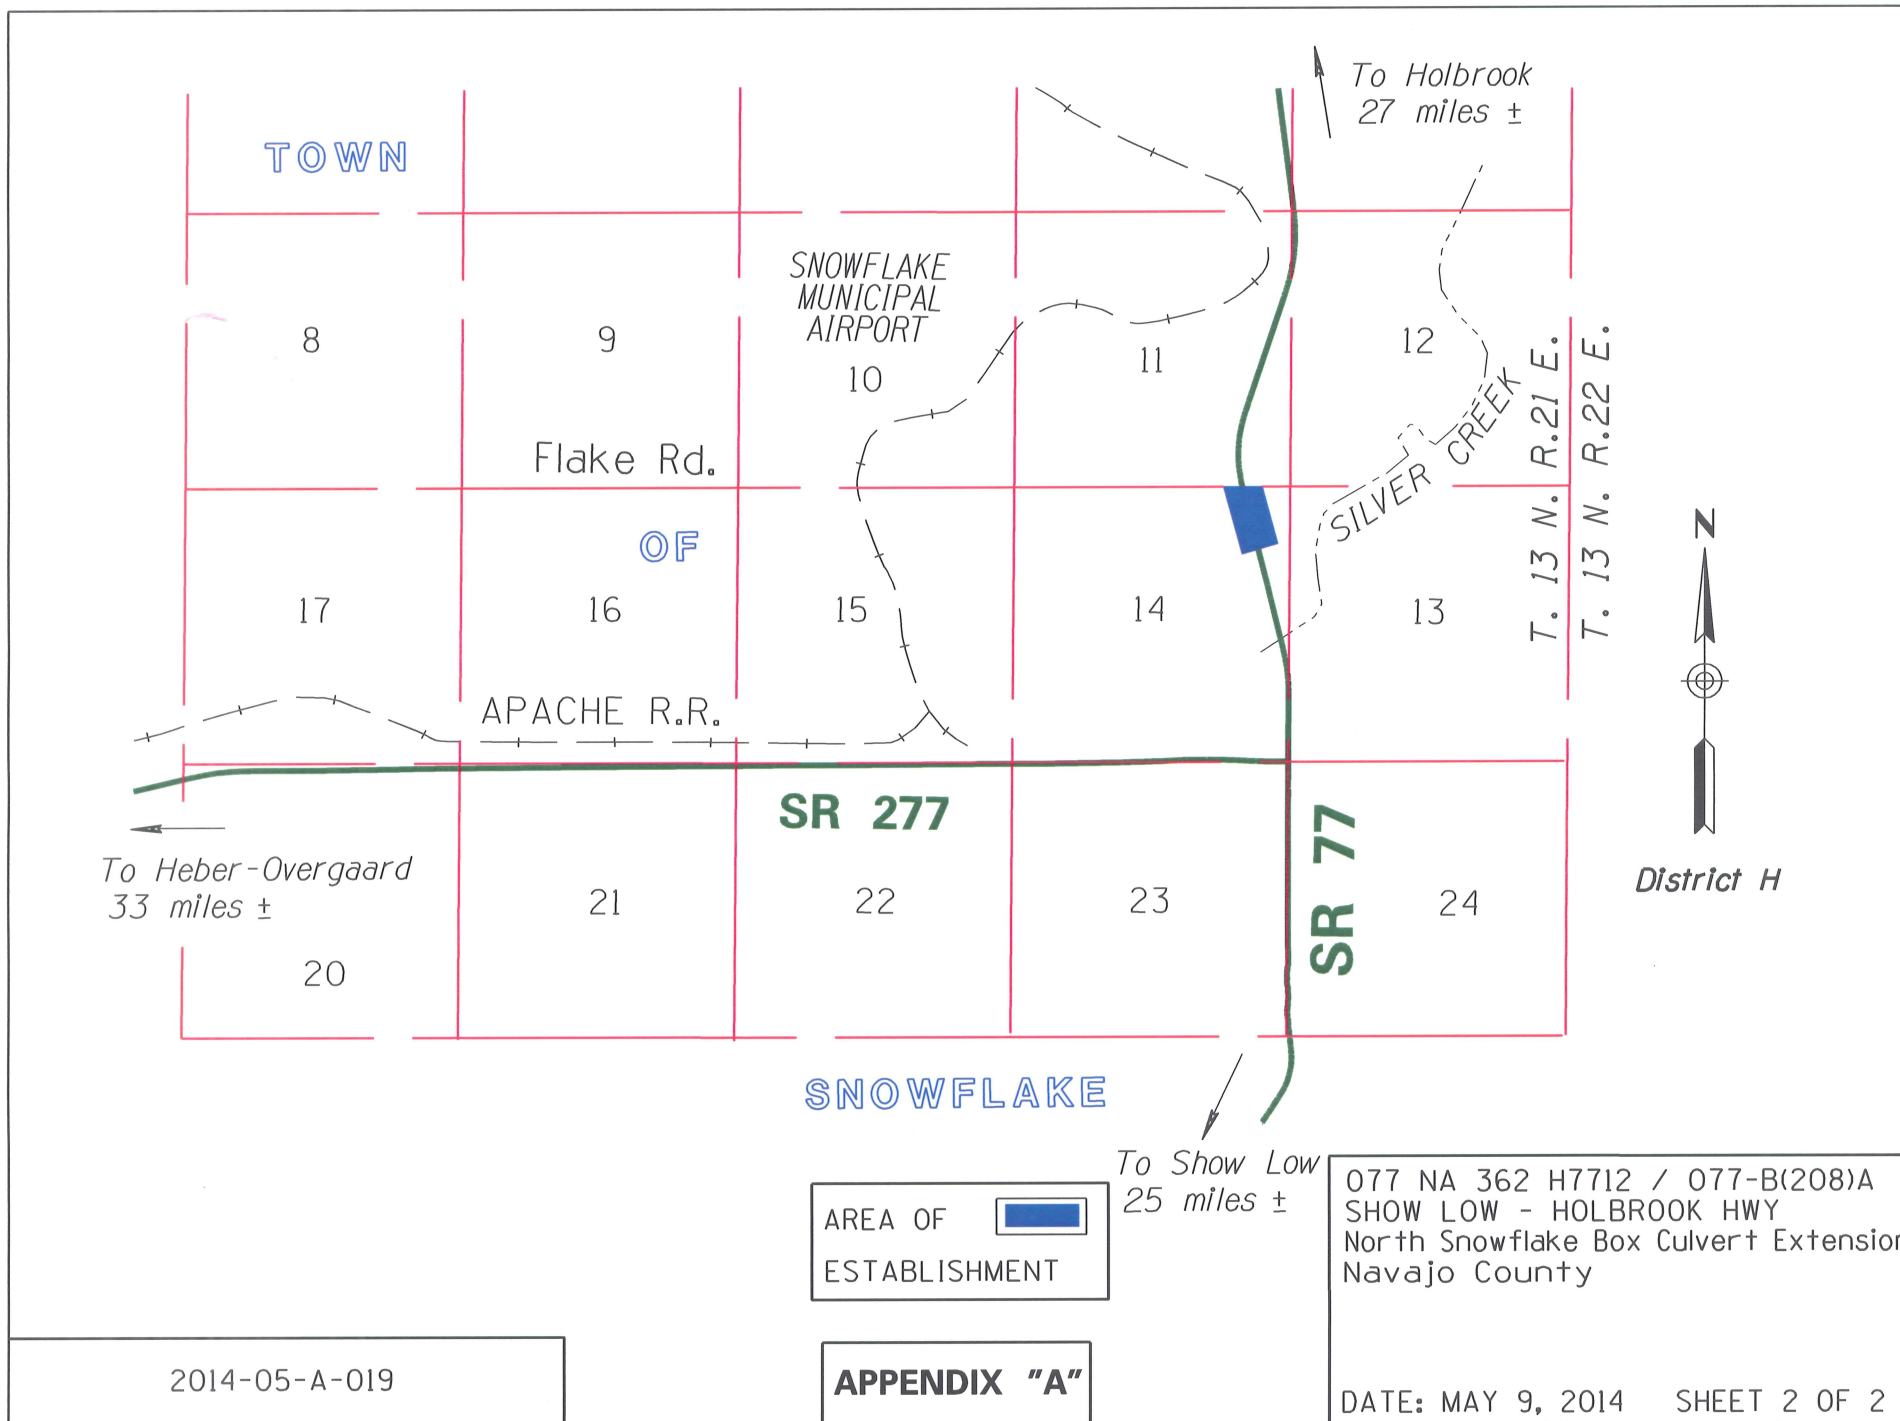 To Holbrook
27 miles ±
TOWN
SNOWFLAKE
MUNICIPAL
AIRPORT
8
9
10
11
12
Flake Rd.
SILVER CREEK
T. 13 N. R.21 E.
T. 13 N. R.22 E.
OF
N
17
16
15
14
13
APACHE R.R.
SR 277
SR 77
To Heber-Overgaard
33 miles ±
District H
21
22
23
24
20
SNOWFLAKE
To Show Low
25 miles ±
AREA OF
ESTABLISHMENT
077 NA 362 H7712 / 077-B(208)A
SHOW LOW - HOLBROOK HWY
North Snowflake Box Culvert Extension
Navajo County
2014-05-A-019
APPENDIX "A"
DATE: MAY 9, 2014 SHEET 2 OF 2